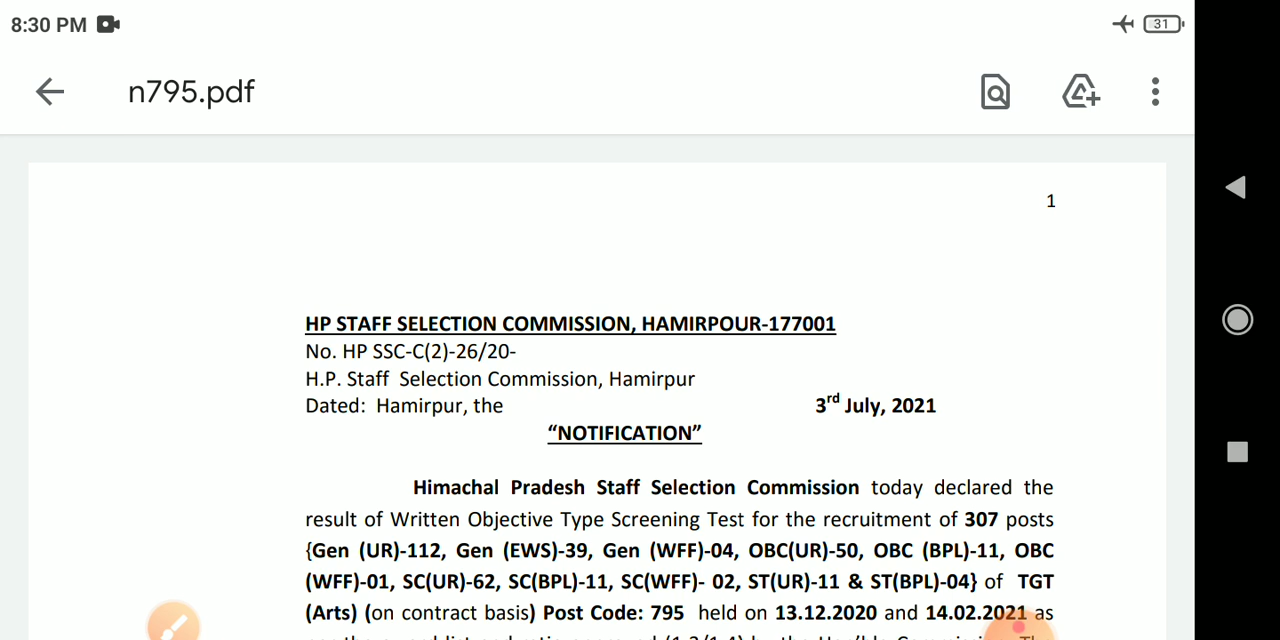 8:30 PM
31
n795.pdf
1
HP STAFF SELECTION COMMISSION, HAMIRPOUR-177001
No. HP SSC-C(2)-26/20-
H.P. Staff Selection Commission, Hamirpur
Dated: Hamirpur, the 3rd July, 2021
“NOTIFICATION”
Himachal Pradesh Staff Selection Commission today declared the
result of Written Objective Type Screening Test for the recruitment of 307 posts
{Gen (UR)-112, Gen (EWS)-39, Gen (WFF)-04, OBC(UR)-50, OBC (BPL)-11, OBC
(WFF)-01, SC(UR)-62, SC(BPL)-11, SC(WFF)- 02, ST(UR)-11 & ST(BPL)-04} of TGT
(Arts) (on contract basis) Post Code: 795 held on 13.12.2020 and 14.02.2021 as